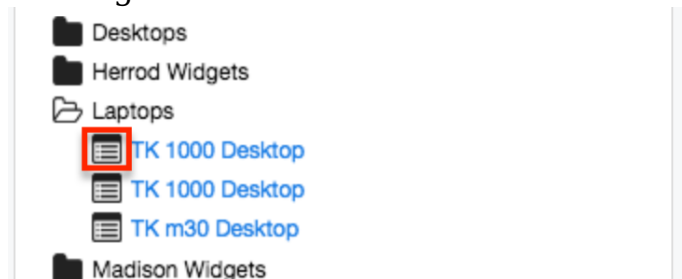 Desktops
Herrod Widgets
Laptops
TK 1000 Desktop
TK 1000 Desktop
TK m30 Desktop
Madison Widgets